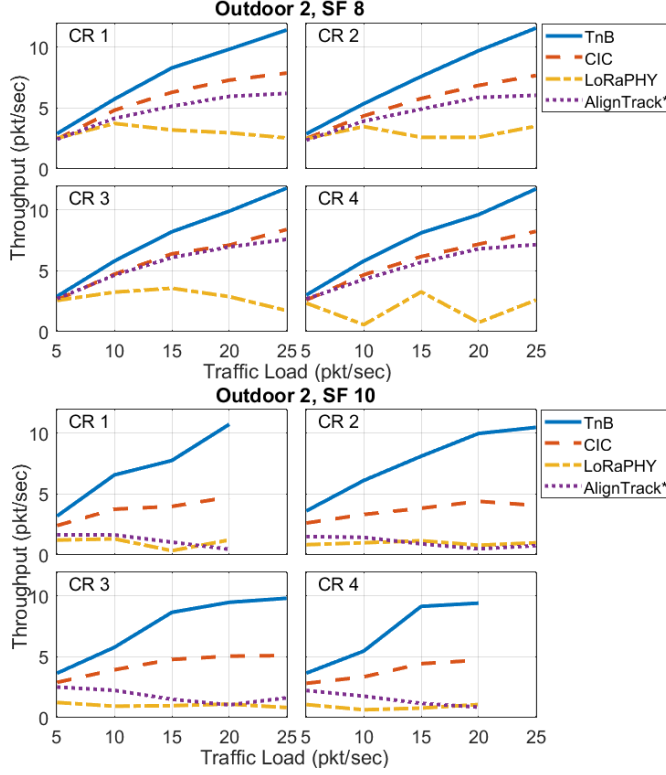 Outdoor 2, SF 8
CR 1
CR 2
TnB
CIC
LoRaPHY
AlignTrack*
10
5
0
CR 3
CR 4
10
5
0
5 10 15 20 25 5 10 15 20 25
Throughput (pkt/sec)
Traffic Load (pkt/sec)
Outdoor 2, SF 10
CR 1
CR 2
TnB
CIC
LoRaPHY
AlignTrack*
10
5
0
CR 3
CR 4
10
5
0
5 10 15 20 25 5 10 15 20 25
Throughput (pkt/sec)
Traffic Load (pkt/sec)